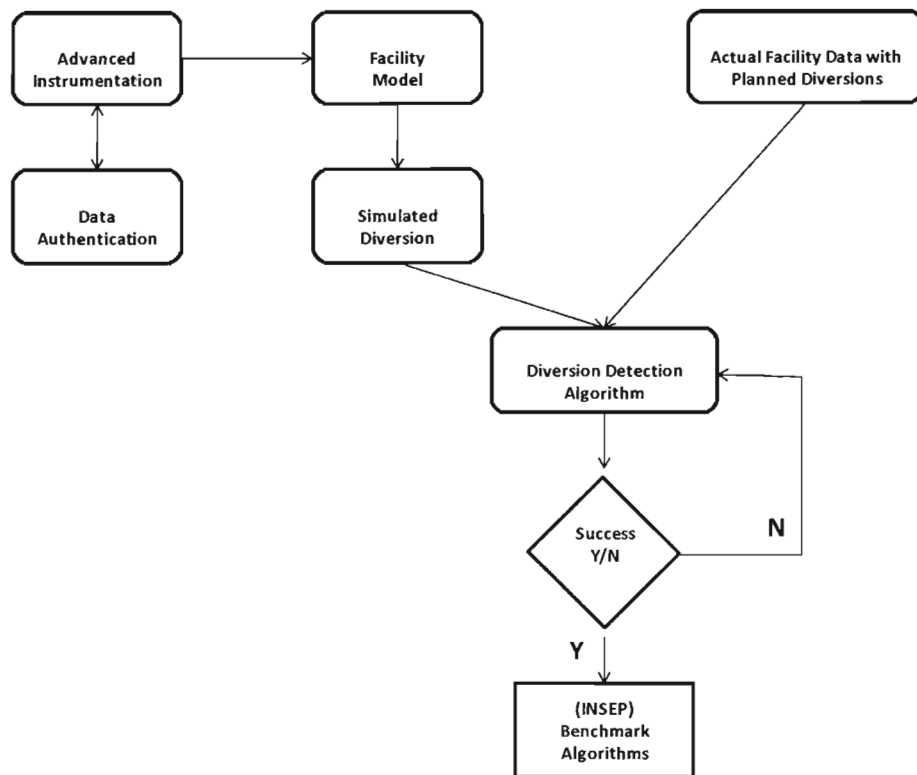 Advanced
Instrumentation
Facility
Model
Actual Facility Data with
Planned Diversions
Data
Authentication
Simulated
Diversion
Diversion Detection
Algorithm
Success
Y/N
N
Y
(INSEP)
Benchmark
Algorithms